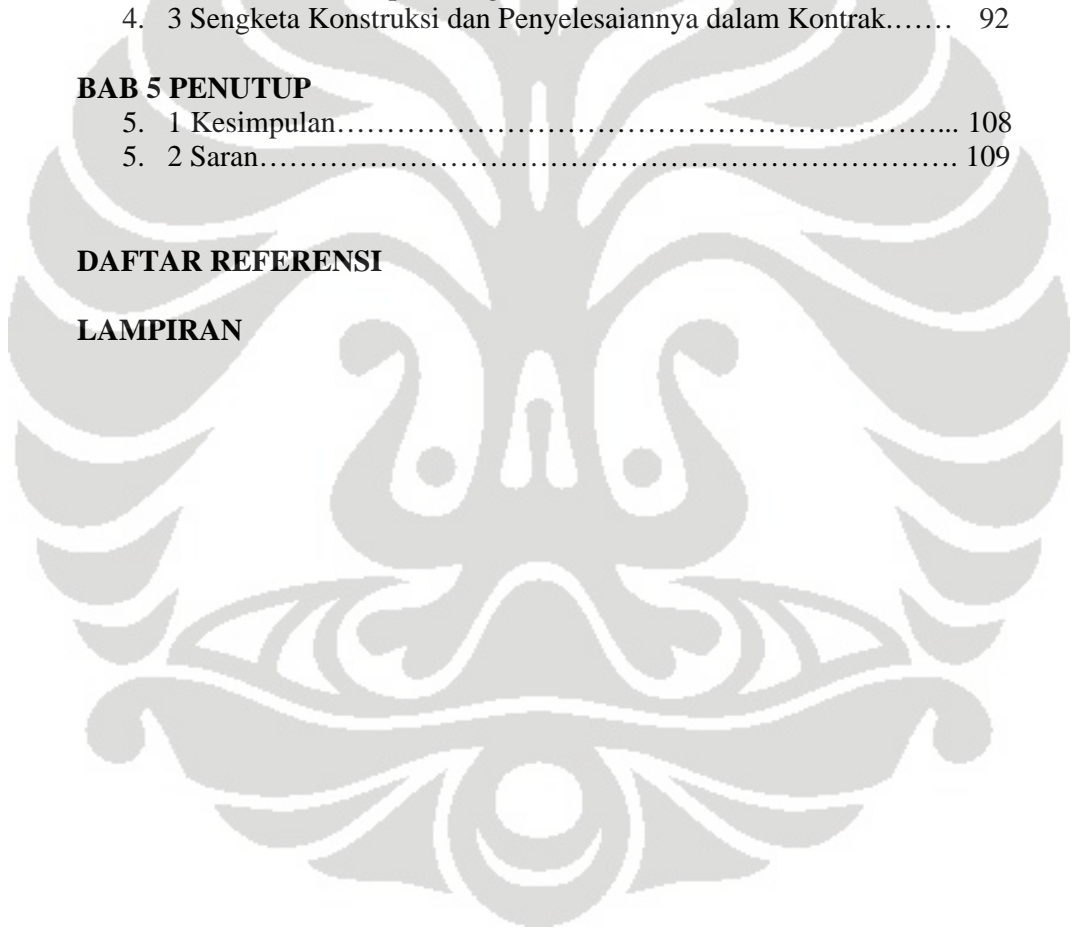 4. 3 Sengketa Konstruksi dan Penyelesaiannya dalam Kontrak.…… 92
BAB 5 PENUTUP
5. 1 Kesimpulan……………………………………………………... 108
5. 2 Saran……………………………………………………………. 109
DAFTAR REFERENSI
LAMPIRAN